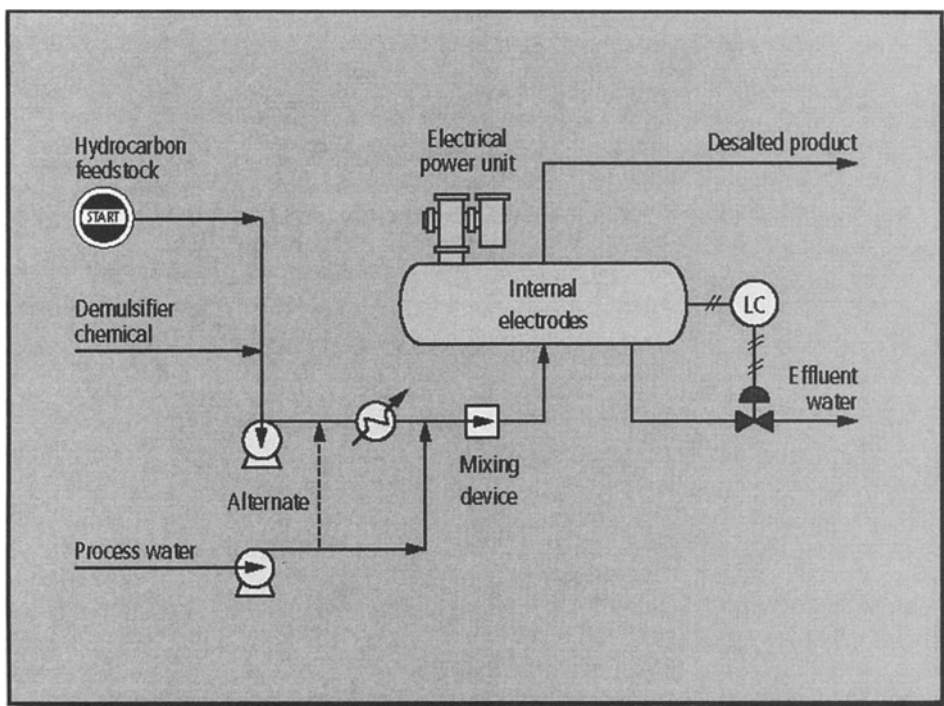 Hydrocarbon
feedstock
START
Electrical
power unit
Desalted product
Demulsifier
chemical
Internal
electrodes
LC
Effluent
water
Mixing
device
Alternate
Process water